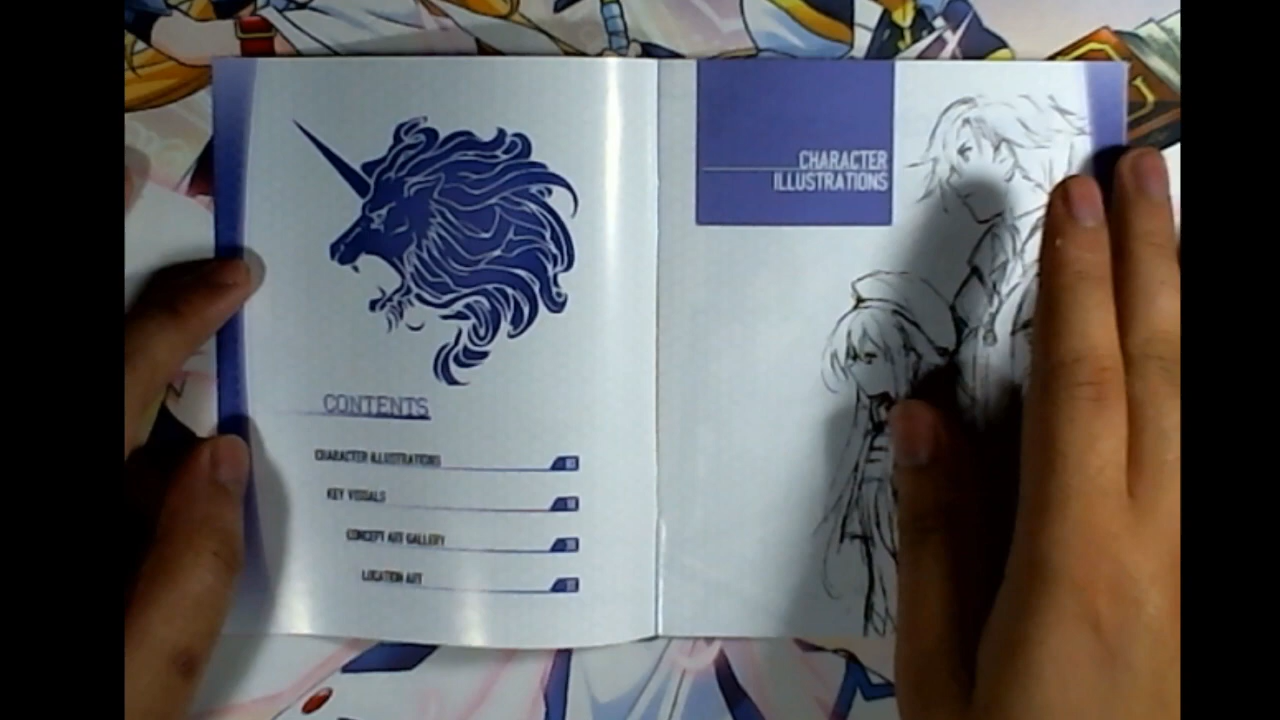 CONTENTS
CHARACTER ILLUSTRATIONS
KEY VISUALS
CONCEPT ART GALLERY
LOCATION ART
CHARACTER
ILLUSTRATIONS